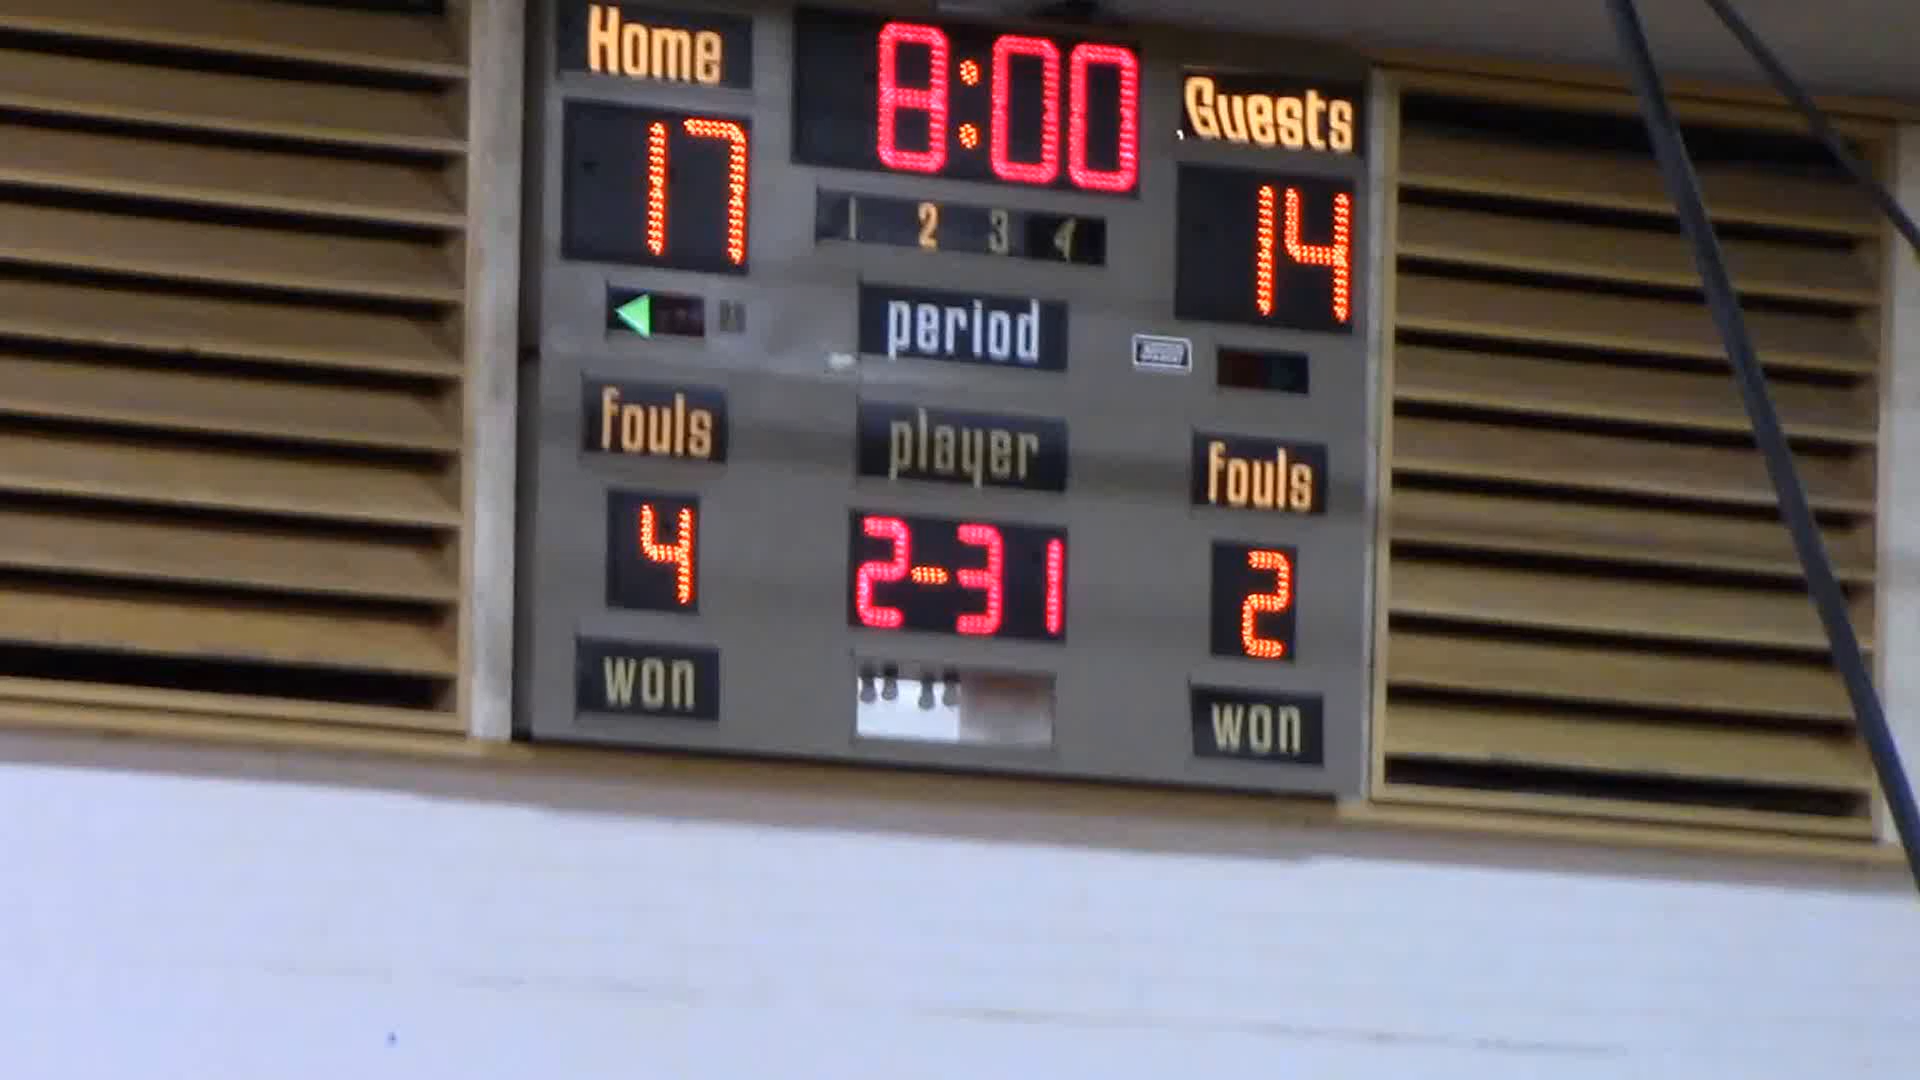 Home 8:00 Guests
17 14
1 2 3 4
period
fouls player fouls
4 2-31 2
won won